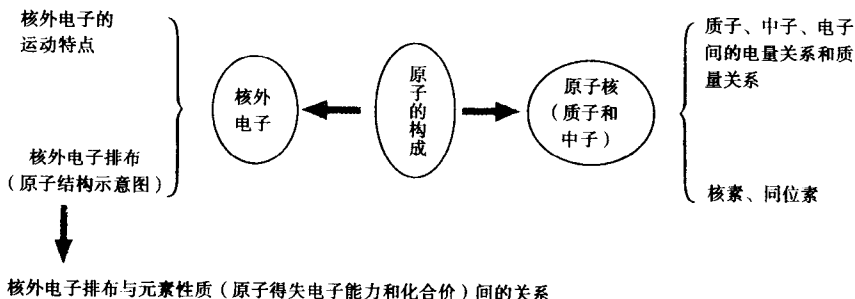 核外电子的
运动特点
核外电子排布
（原子结构示意图）
核外
电子
原子的构成
原子核
（质子和
中子）
质子、中子、电子
间的电量关系和质
量关系
核素、同位素
核外电子排布与元素性质（原子得失电子能力和化合价）间的关系